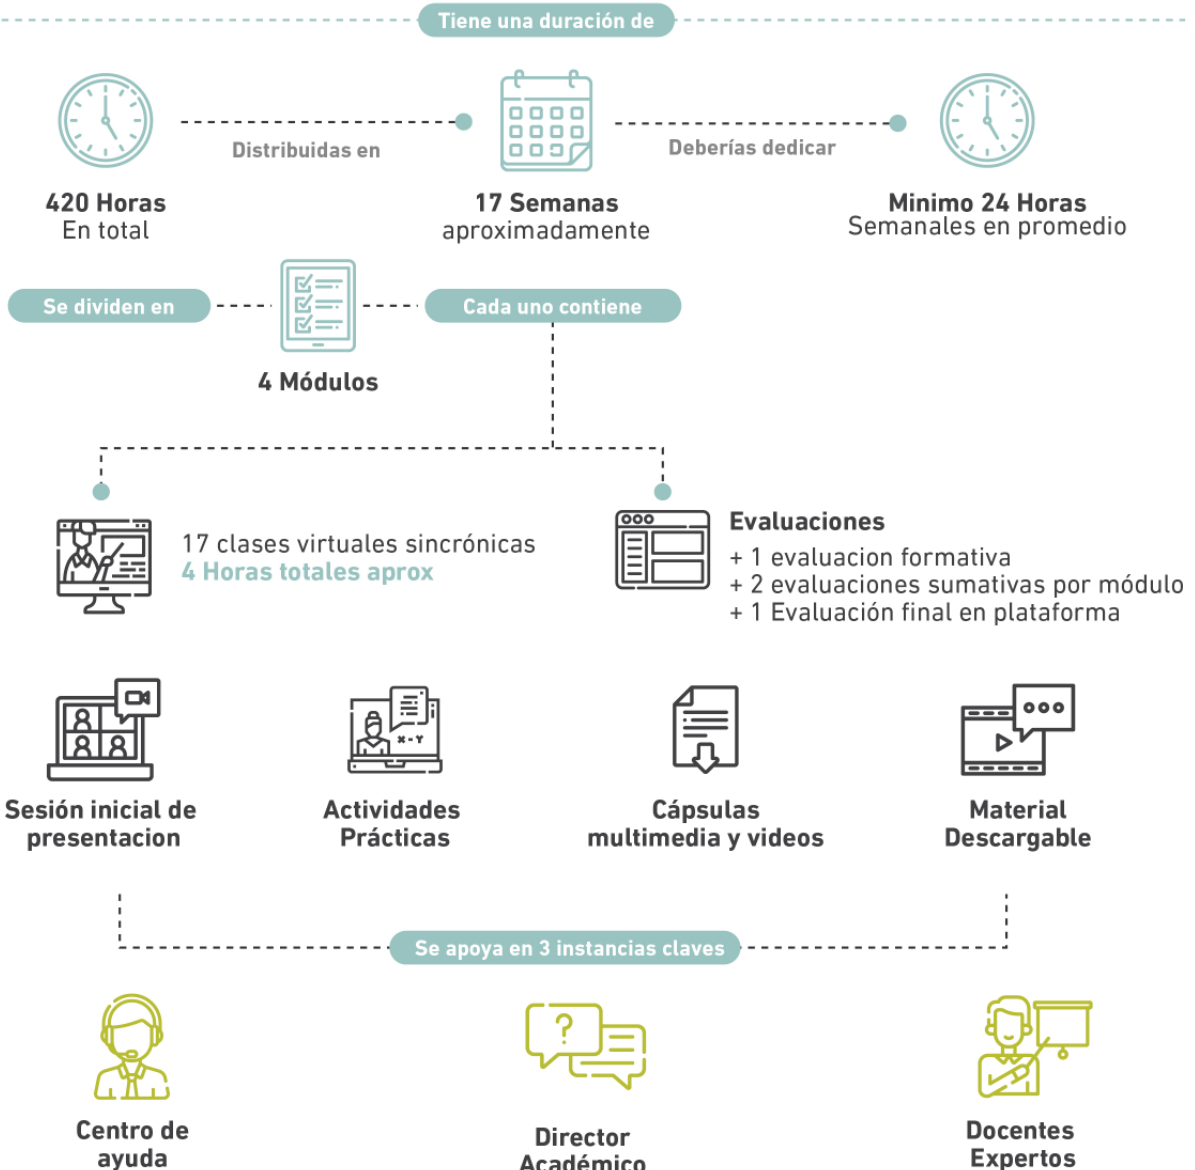 Tiene una duración de
Distribuidas en
Deberías dedicar
420 Horas
En total
17 Semanas
aproximadamente
Minimo 24 Horas
Semanales en promedio
Se dividen en
Cada uno contiene
4 Módulos
17 clases virtuales sincrónicas
4 Horas totales aprox
Evaluaciones
+ 1 evaluacion formativa
+ 2 evaluaciones sumativas por módulo
+ 1 Evaluación final en plataforma
X - Y
Sesión inicial de
presentacion
Actividades
Prácticas
Cápsulas
multimedia y videos
Material
Descargable
Se apoya en 3 instancias claves
?
Centro de
ayuda
Director
Académico
Docentes
Expertos